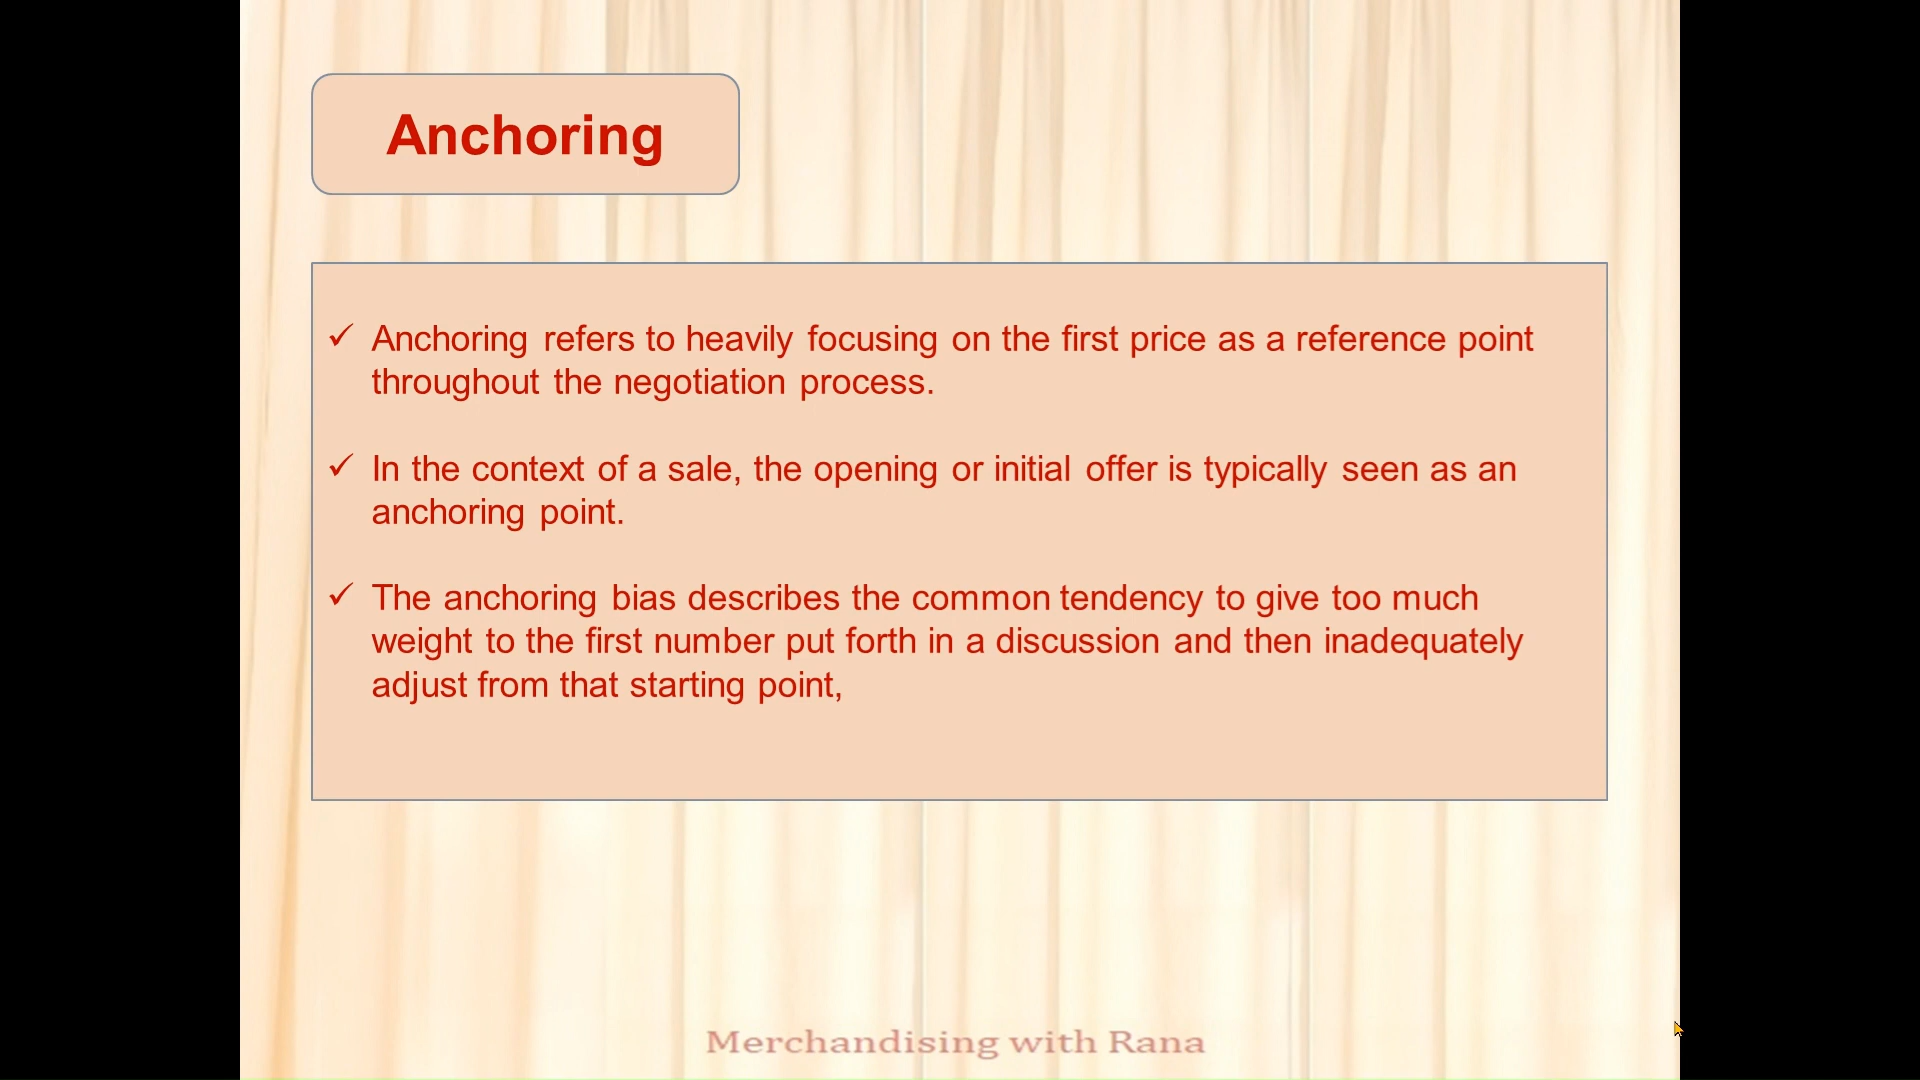 Anchoring
✓ Anchoring refers to heavily focusing on the first price as a reference point
throughout the negotiation process.
✓ In the context of a sale, the opening or initial offer is typically seen as an
anchoring point.
✓ The anchoring bias describes the common tendency to give too much
weight to the first number put forth in a discussion and then inadequately
adjust from that starting point,
Merchandising with Rana